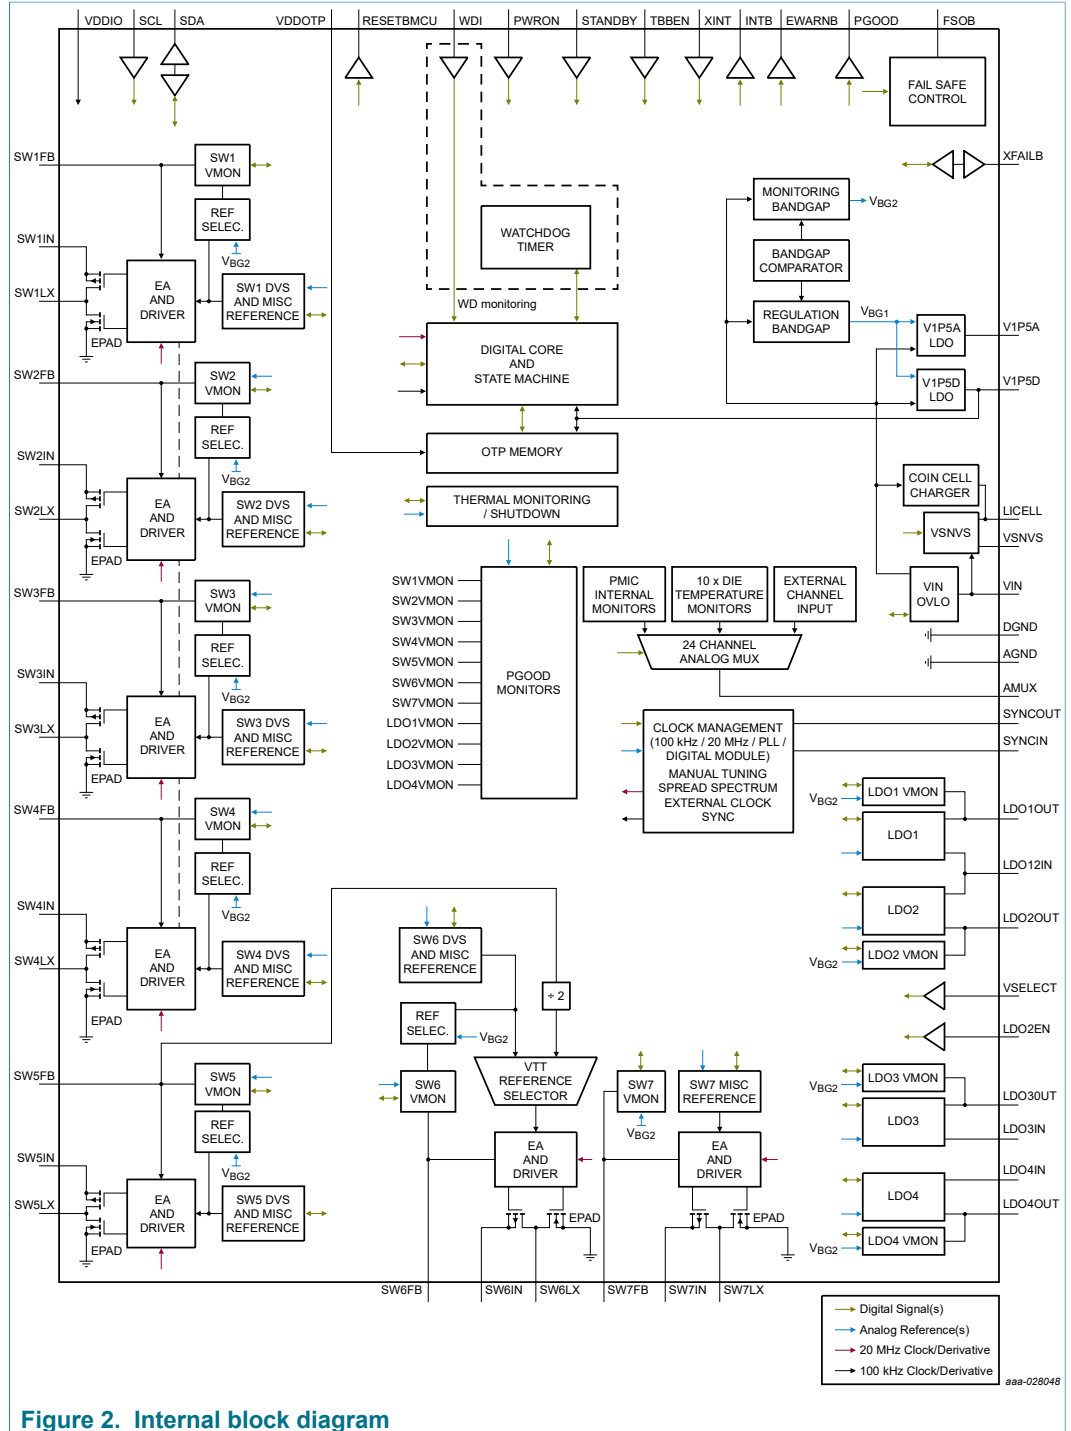 VDDIO
SCL
SDA
VDDOTP
RESETBMCU
WDI
PWRON
STANDBY
TBBEN
XINT
INTB
EWARNB
PGOOD
FSOB
FAIL SAFE
CONTROL
SW1FB
SW1
VMON
REF
SELEC.
VBG2
SW1IN
SW1LX
EA
AND
DRIVER
SW1 DVS
AND MISC
REFERENCE
EPAD
WATCHDOG
TIMER
WD monitoring
DIGITAL CORE
AND
STATE MACHINE
OTP MEMORY
THERMAL MONITORING
/ SHUTDOWN
XFAILB
MONITORING
BANDGAP
VBG2
BANDGAP
COMPARATOR
REGULATION
BANDGAP
VBG1
V1P5A
LDO
V1P5A
V1P5D
LDO
V1P5D
SW2FB
SW2
VMON
REF
SELEC.
VBG2
SW2IN
SW2LX
EA
AND
DRIVER
SW2 DVS
AND MISC
REFERENCE
EPAD
COIN CELL
CHARGER
LICELL
VSNVS
VSNVS
VIN
OVLO
VIN
DGND
AGND
SW3FB
SW3
VMON
REF
SELEC.
VBG2
SW3IN
SW3LX
EA
AND
DRIVER
SW3 DVS
AND MISC
REFERENCE
EPAD
SW1VMON
SW2VMON
SW3VMON
SW4VMON
SW5VMON
SW6VMON
SW7VMON
LDO1VMON
LDO2VMON
LDO3VMON
LDO4VMON
PGOOD
MONITORS
PMIC
INTERNAL
MONITORS
10 x DIE
TEMPERATURE
MONITORS
EXTERNAL
CHANNEL
INPUT
24 CHANNEL
ANALOG MUX
AMUX
CLOCK MANAGEMENT
(100 kHz / 20 MHz / PLL /
DIGITAL MODULE)
MANUAL TUNING
SPREAD SPECTRUM
EXTERNAL CLOCK
SYNC
SYNCOUT
SYNCIN
SW4FB
SW4
VMON
REF
SELEC.
VBG2
SW4IN
SW4LX
EA
AND
DRIVER
SW4 DVS
AND MISC
REFERENCE
EPAD
LDO1 VMON
VBG2
LDO1
LDO1OUT
LDO12IN
LDO2
LDO2OUT
LDO2 VMON
VBG2
VSELECT
LDO2EN
SW6 DVS
AND MISC
REFERENCE
÷ 2
REF
SELEC.
VBG2
SW6
VMON
VTT
REFERENCE
SELECTOR
EA
AND
DRIVER
EPAD
SW7
VMON
VBG2
SW7 MISC
REFERENCE
EA
AND
DRIVER
EPAD
SW5FB
SW5
VMON
REF
SELEC.
VBG2
SW5IN
SW5LX
EA
AND
DRIVER
SW5 DVS
AND MISC
REFERENCE
EPAD
LDO3 VMON
VBG2
LDO3
LDO30UT
LDO3IN
LDO4IN
LDO4
LDO4OUT
LDO4 VMON
VBG2
SW6FB
SW6IN
SW6LX
SW7FB
SW7IN
SW7LX
Digital Signal(s)
Analog Reference(s)
20 MHz Clock/Derivative
100 kHz Clock/Derivative
aaa-028048
Figure 2. Internal block diagram